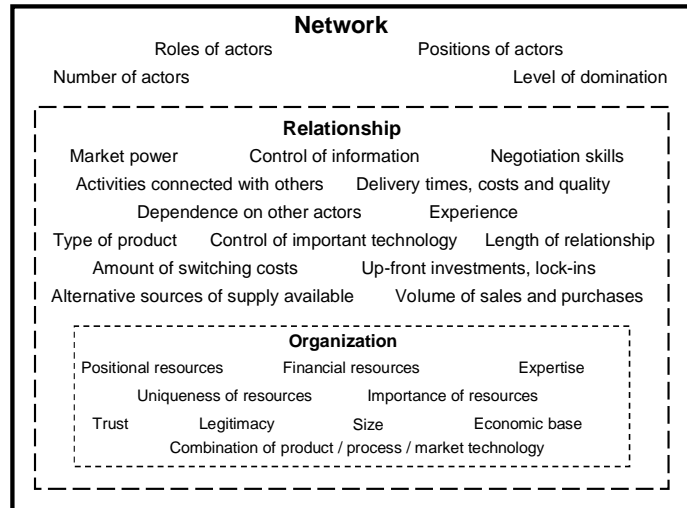 Network
Roles of actors Positions of actors
Number of actors Level of domination
Relationship
Market power Control of information Negotiation skills
Activities connected with others Delivery times, costs and quality
Dependence on other actors Experience
Type of product Control of important technology Length of relationship
Amount of switching costs Up-front investments, lock-ins
Alternative sources of supply available Volume of sales and purchases
Organization
Positional resources Financial resources Expertise
Uniqueness of resources Importance of resources
Trust Legitimacy Size Economic base
Combination of product / process / market technology